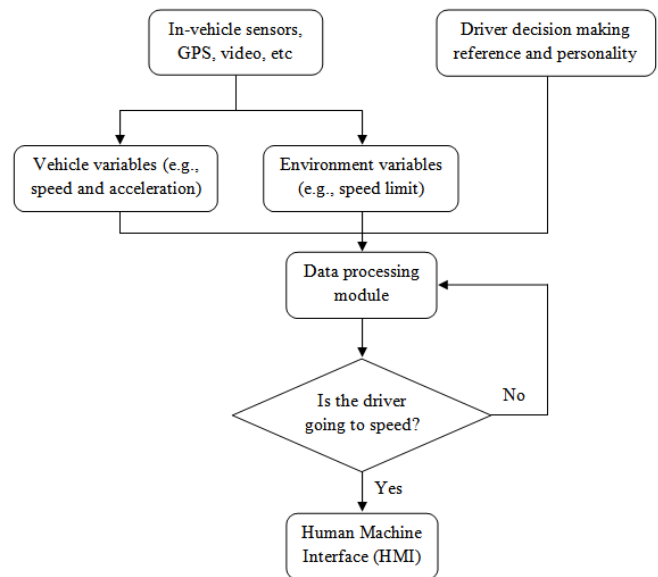 In-vehicle sensors,
GPS, video, etc
Driver decision making
reference and personality
Vehicle variables (e.g.,
speed and acceleration)
Environment variables
(e.g., speed limit)
Data processing
module
Is the driver
going to speed?
No
Yes
Human Machine
Interface (HMI)